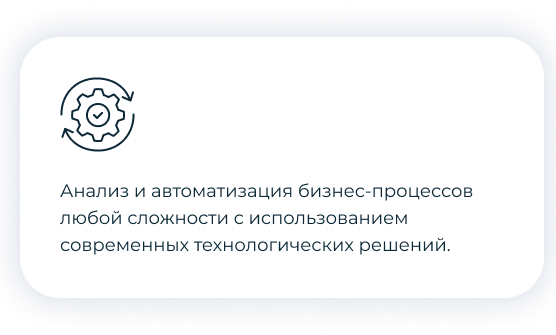 Анализ и автоматизация бизнес-процессов
любой сложности с использованием
современных технологических решений.